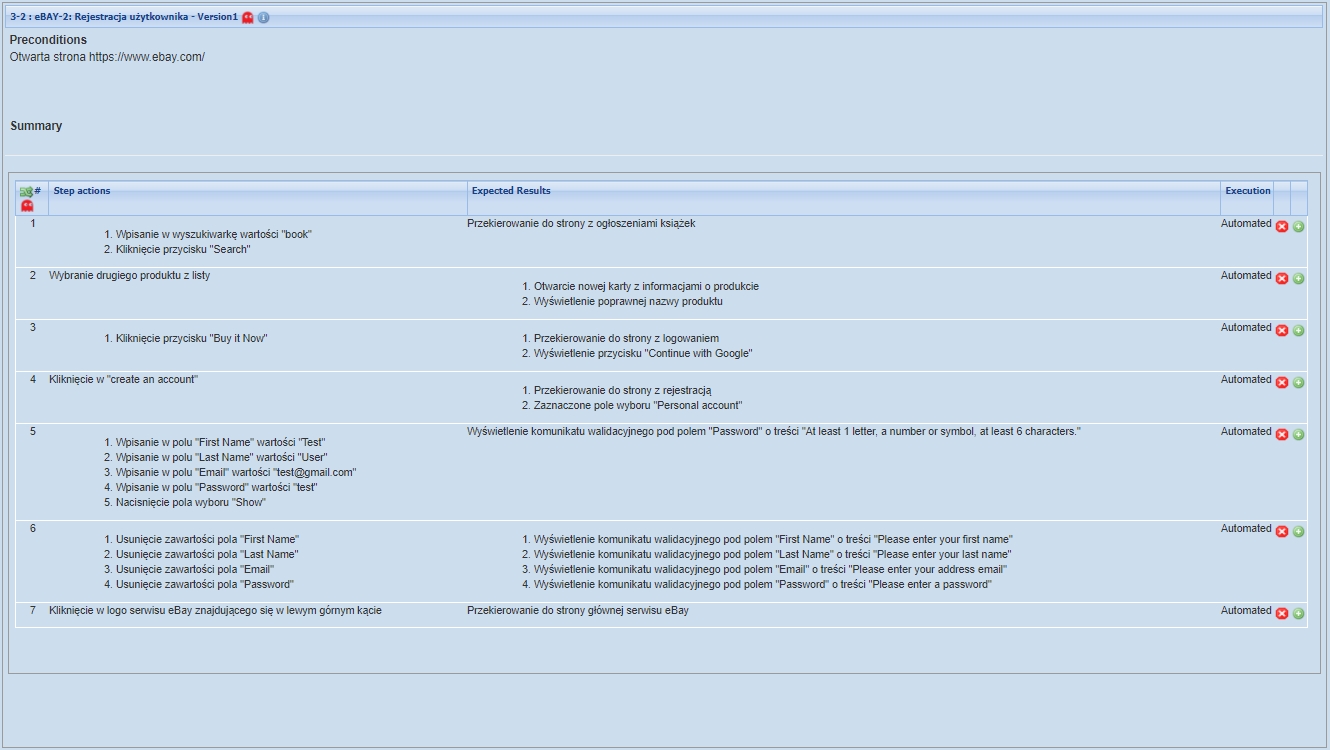 3-2 : eBAY-2: Rejestracja użytkownika - Version1
Preconditions
Otwarta strona https://www.ebay.com/
Summary
# Step actions Expected Results Execution
1 Przekierowanie do strony z ogłoszeniami książek Automated
1. Wpisanie w wyszukiwarkę wartości "book"
2. Kliknięcie przycisku "Search"
2 Wybranie drugiego produktu z listy Automated
1. Otwarcie nowej karty z informacjami o produkcie
2. Wyświetlenie poprawnej nazwy produktu
3 Automated
1. Kliknięcie przycisku "Buy it Now" 1. Przekierowanie do strony z logowaniem
2. Wyświetlenie przycisku "Continue with Google"
4 Kliknięcie w "create an account" Automated
1. Przekierowanie do strony z rejestracją
2. Zaznaczone pole wyboru "Personal account"
5 Wyświetlenie komunikatu walidacyjnego pod polem "Password" o treści "At least 1 letter, a number or symbol, at least 6 characters." Automated
1. Wpisanie w polu "First Name" wartości "Test"
2. Wpisanie w polu "Last Name" wartości "User"
3. Wpisanie w polu "Email" wartości "test@gmail.com"
4. Wpisanie w polu "Password" wartości "test"
5. Nacisnięcie pola wyboru "Show"
6 Automated
1. Usunięcie zawartości pola "First Name" 1. Wyświetlenie komunikatu walidacyjnego pod polem "First Name" o treści "Please enter your first name"
2. Usunięcie zawartości pola "Last Name" 2. Wyświetlenie komunikatu walidacyjnego pod polem "Last Name" o treści "Please enter your last name"
3. Usunięcie zawartości pola "Email" 3. Wyświetlenie komunikatu walidacyjnego pod polem "Email" o treści "Please enter your address email"
4. Usunięcie zawartości pola "Password" 4. Wyświetlenie komunikatu walidacyjnego pod polem "Password" o treści "Please enter a password"
7 Kliknięcie w logo serwisu eBay znajdującego się w lewym górnym kącie Przekierowanie do strony głównej serwisu eBay Automated